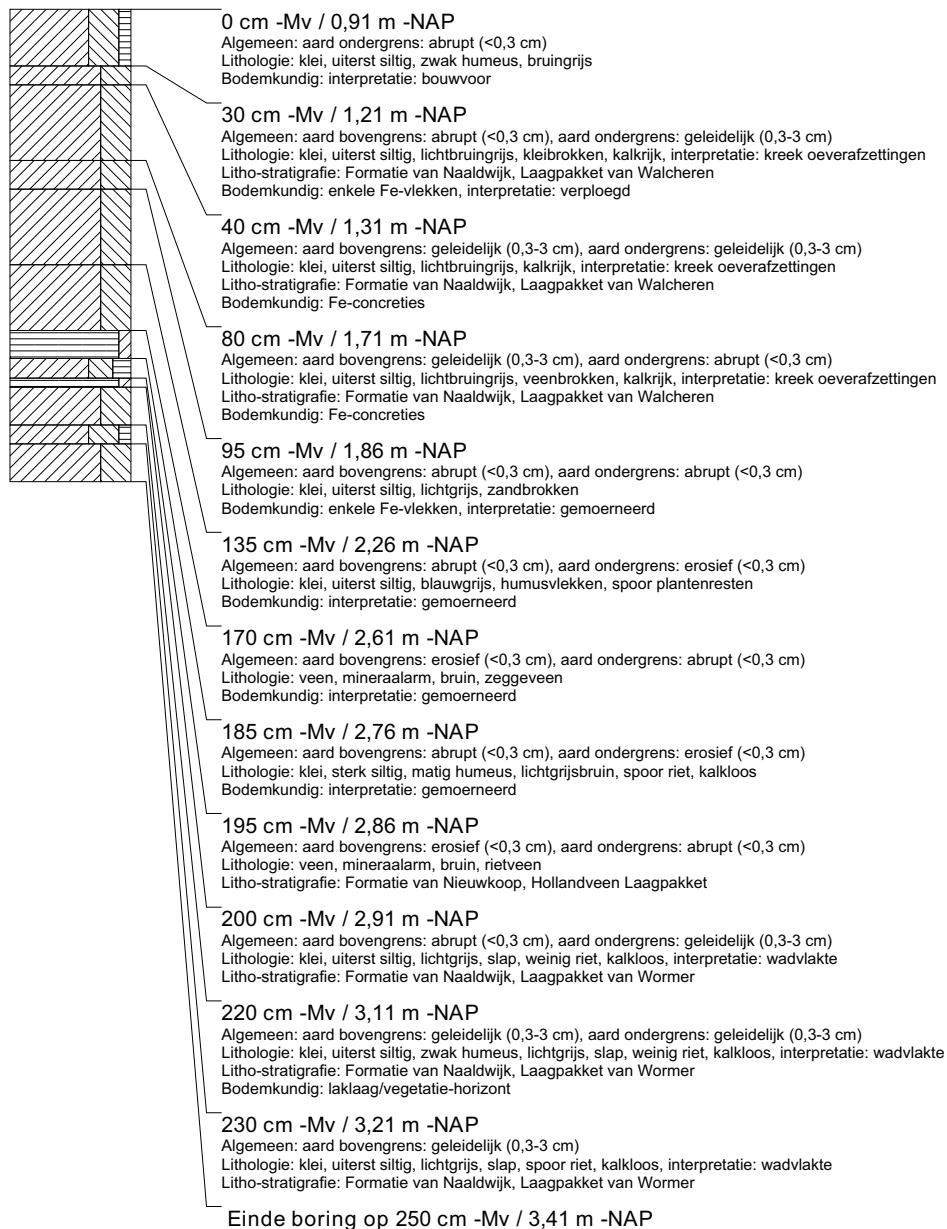 0 cm -Mv / 0,91 m -NAP
Algemeen: aard ondergrens: abrupt (<0,3 cm)
Lithologie: klei, uiterst siltig, zwak humeus, bruingrijs
Bodemkundig: interpretatie: bouwvoor
30 cm -Mv / 1,21 m -NAP
Algemeen: aard bovengrens: abrupt (<0,3 cm), aard ondergrens: geleidelijk (0,3-3 cm)
Lithologie: klei, uiterst siltig, lichtbruingrijs, kleibrokken, kalkrijk, interpretatie: kreek oeverafzettingen
Litho-stratigrafie: Formatie van Naaldwijk, Laagpakket van Walcheren
Bodemkundig: enkele Fe-vlekken, interpretatie: verploegd
40 cm -Mv / 1,31 m -NAP
Algemeen: aard bovengrens: geleidelijk (0,3-3 cm), aard ondergrens: geleidelijk (0,3-3 cm)
Lithologie: klei, uiterst siltig, lichtbruingrijs, kalkrijk, interpretatie: kreek oeverafzettingen
Litho-stratigrafie: Formatie van Naaldwijk, Laagpakket van Walcheren
Bodemkundig: Fe-concreties
80 cm -Mv / 1,71 m -NAP
Algemeen: aard bovengrens: geleidelijk (0,3-3 cm), aard ondergrens: abrupt (<0,3 cm)
Lithologie: klei, uiterst siltig, lichtbruingrijs, veenbrokken, kalkrijk, interpretatie: kreek oeverafzettingen
Litho-stratigrafie: Formatie van Naaldwijk, Laagpakket van Walcheren
Bodemkundig: Fe-concreties
95 cm -Mv / 1,86 m -NAP
Algemeen: aard bovengrens: abrupt (<0,3 cm), aard ondergrens: abrupt (<0,3 cm)
Lithologie: klei, uiterst siltig, lichtgrijs, zandbrokken
Bodemkundig: enkele Fe-vlekken, interpretatie: gemoerneerd
135 cm -Mv / 2,26 m -NAP
Algemeen: aard bovengrens: abrupt (<0,3 cm), aard ondergrens: erosief (<0,3 cm)
Lithologie: klei, uiterst siltig, blauwgrijs, humusvlekken, spoor plantenresten
Bodemkundig: interpretatie: gemoerneerd
170 cm -Mv / 2,61 m -NAP
Algemeen: aard bovengrens: erosief (<0,3 cm), aard ondergrens: abrupt (<0,3 cm)
Lithologie: veen, mineraalarm, bruin, zeggeveen
Bodemkundig: interpretatie: gemoerneerd
185 cm -Mv / 2,76 m -NAP
Algemeen: aard bovengrens: abrupt (<0,3 cm), aard ondergrens: erosief (<0,3 cm)
Lithologie: klei, sterk siltig, matig humeus, lichtgrijsbruin, spoor riet, kalkloos
Bodemkundig: interpretatie: gemoerneerd
195 cm -Mv / 2,86 m -NAP
Algemeen: aard bovengrens: erosief (<0,3 cm), aard ondergrens: abrupt (<0,3 cm)
Lithologie: veen, mineraalarm, bruin, rietveen
Litho-stratigrafie: Formatie van Nieuwkoop, Hollandveen Laagpakket
200 cm -Mv / 2,91 m -NAP
Algemeen: aard bovengrens: abrupt (<0,3 cm), aard ondergrens: geleidelijk (0,3-3 cm)
Lithologie: klei, uiterst siltig, lichtgrijs, slap, weinig riet, kalkloos, interpretatie: wadvlakte
Litho-stratigrafie: Formatie van Naaldwijk, Laagpakket van Wormer
220 cm -Mv / 3,11 m -NAP
Algemeen: aard bovengrens: geleidelijk (0,3-3 cm), aard ondergrens: geleidelijk (0,3-3 cm)
Lithologie: klei, uiterst siltig, zwak humeus, lichtgrijs, slap, weinig riet, kalkloos, interpretatie: wadvlakte
Litho-stratigrafie: Formatie van Naaldwijk, Laagpakket van Wormer
Bodemkundig: laklaag/vegetatie-horizont
230 cm -Mv / 3,21 m -NAP
Algemeen: aard bovengrens: geleidelijk (0,3-3 cm)
Lithologie: klei, uiterst siltig, lichtgrijs, slap, spoor riet, kalkloos, interpretatie: wadvlakte
Litho-stratigrafie: Formatie van Naaldwijk, Laagpakket van Wormer
Einde boring op 250 cm -Mv / 3,41 m -NAP